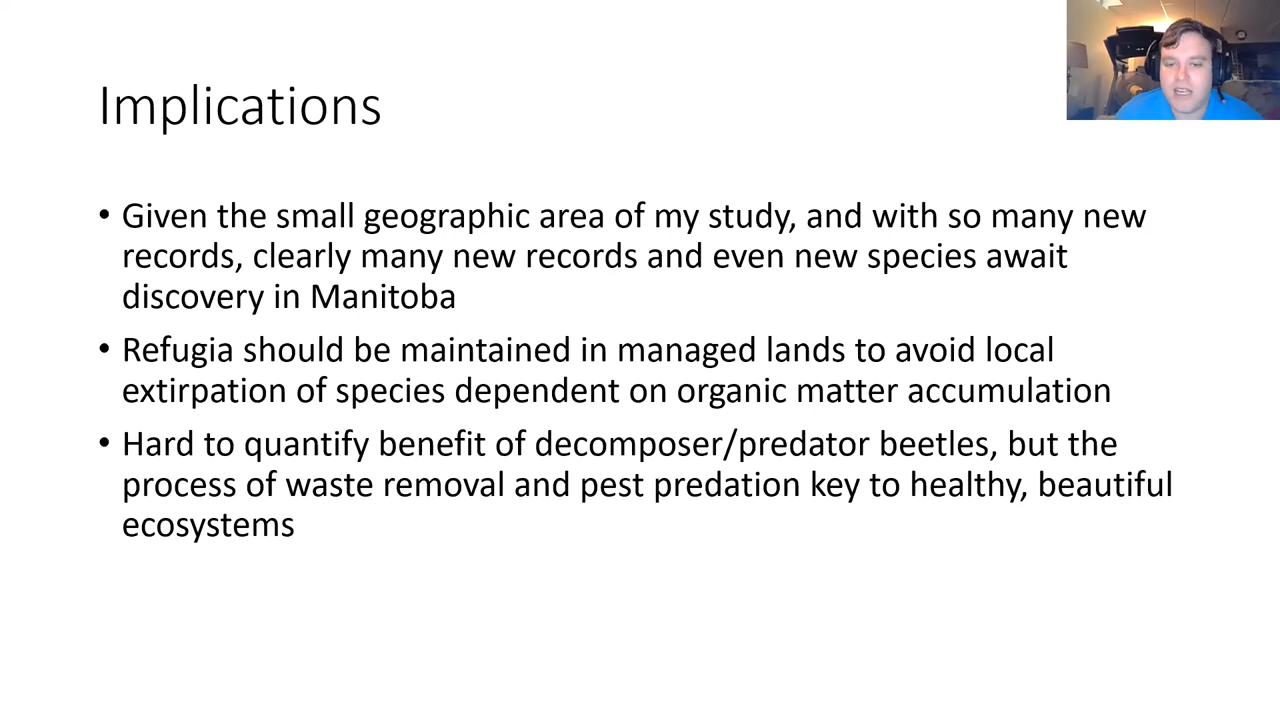 Implications
• Given the small geographic area of my study, and with so many new
records, clearly many new records and even new species await
discovery in Manitoba
• Refugia should be maintained in managed lands to avoid local
extirpation of species dependent on organic matter accumulation
• Hard to quantify benefit of decomposer/predator beetles, but the
process of waste removal and pest predation key to healthy, beautiful
ecosystems